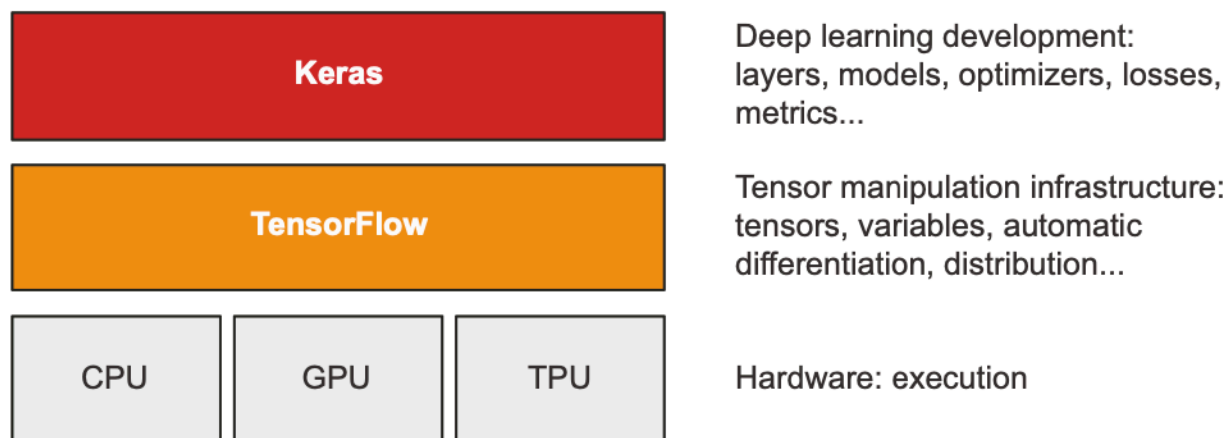 Keras
Deep learning development:
layers, models, optimizers, losses,
metrics...
TensorFlow
Tensor manipulation infrastructure:
tensors, variables, automatic
differentiation, distribution...
CPU
GPU
TPU
Hardware: execution